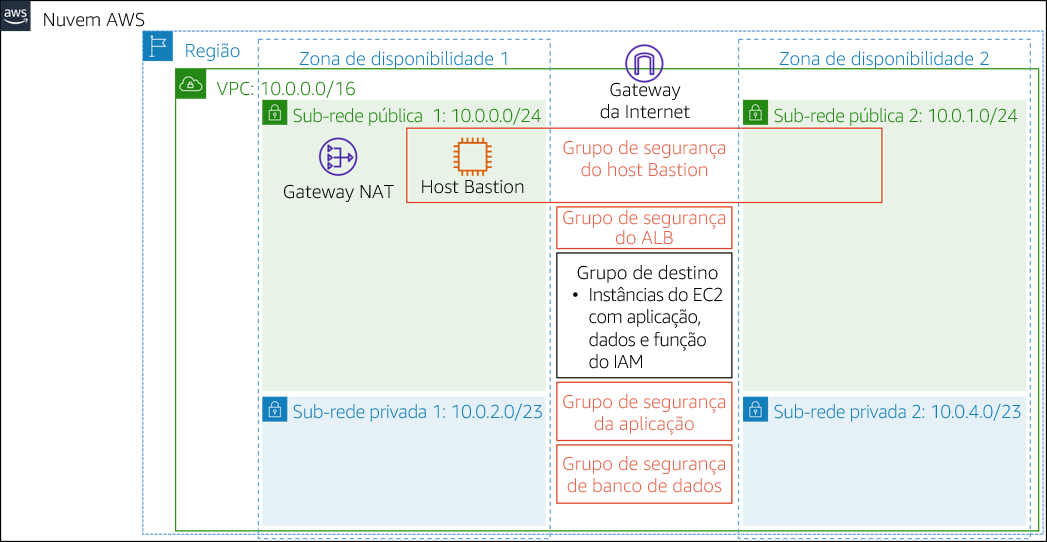 aws
Nuvem AWS
Região
Zona de disponibilidade 1
Zona de disponibilidade 2
Gateway
da Internet
VPC: 10.0.0.0/16
Sub-rede pública 1: 10.0.0.0/24
Sub-rede pública 2: 10.0.1.0/24
Gateway NAT
Host Bastion
Grupo de segurança
do host Bastion
Grupo de segurança
do ALB
Grupo de destino
• Instâncias do EC2
com aplicação,
dados e função
do IAM
Grupo de segurança
da aplicação
Sub-rede privada 1: 10.0.2.0/23
Sub-rede privada 2: 10.0.4.0/23
Grupo de segurança
de banco de dados